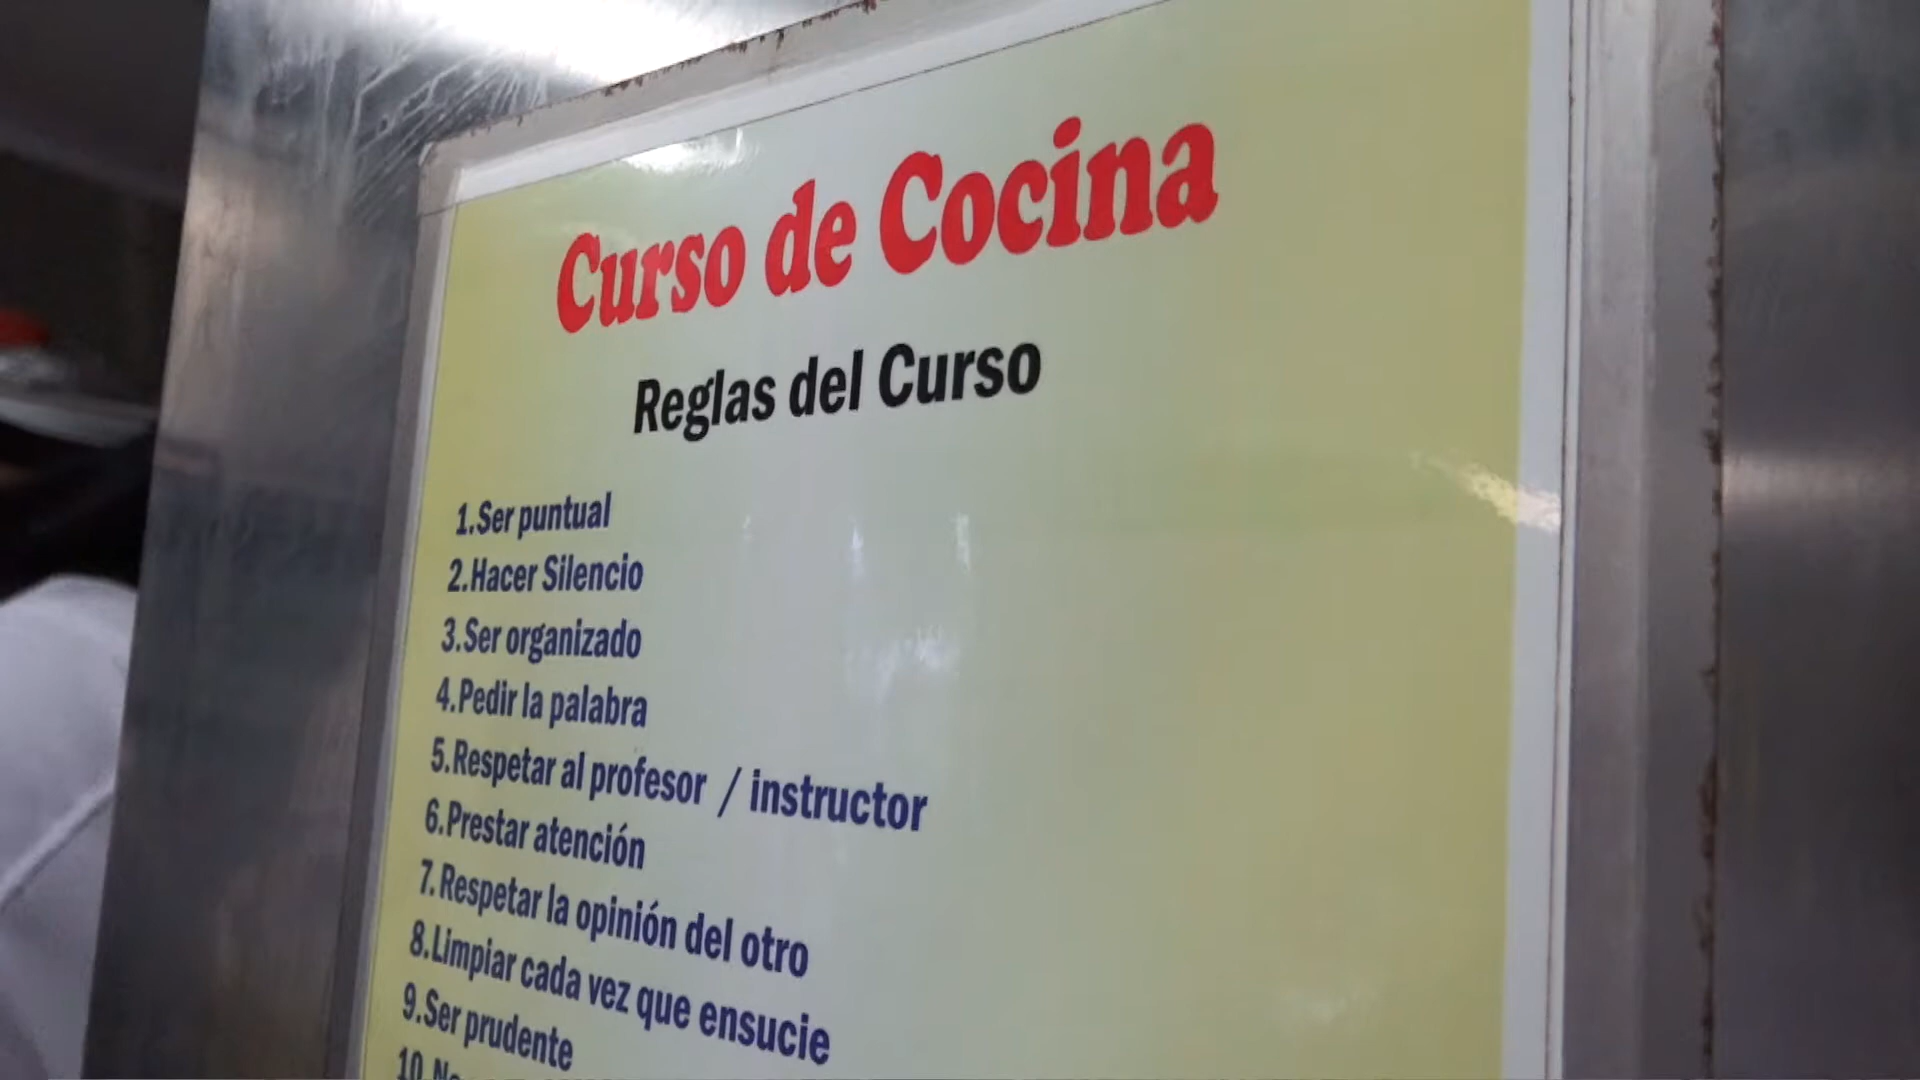 Curso de Cocina
Reglas del Curso
1.Ser puntual
2.Hacer Silencio
3.Ser organizado
4.Pedir la palabra
5.Respetar al profesor / instructor
6.Prestar atención
7.Respetar la opinión del otro
8.Limpiar cada vez que ensucie
9.Ser prudente
10.No